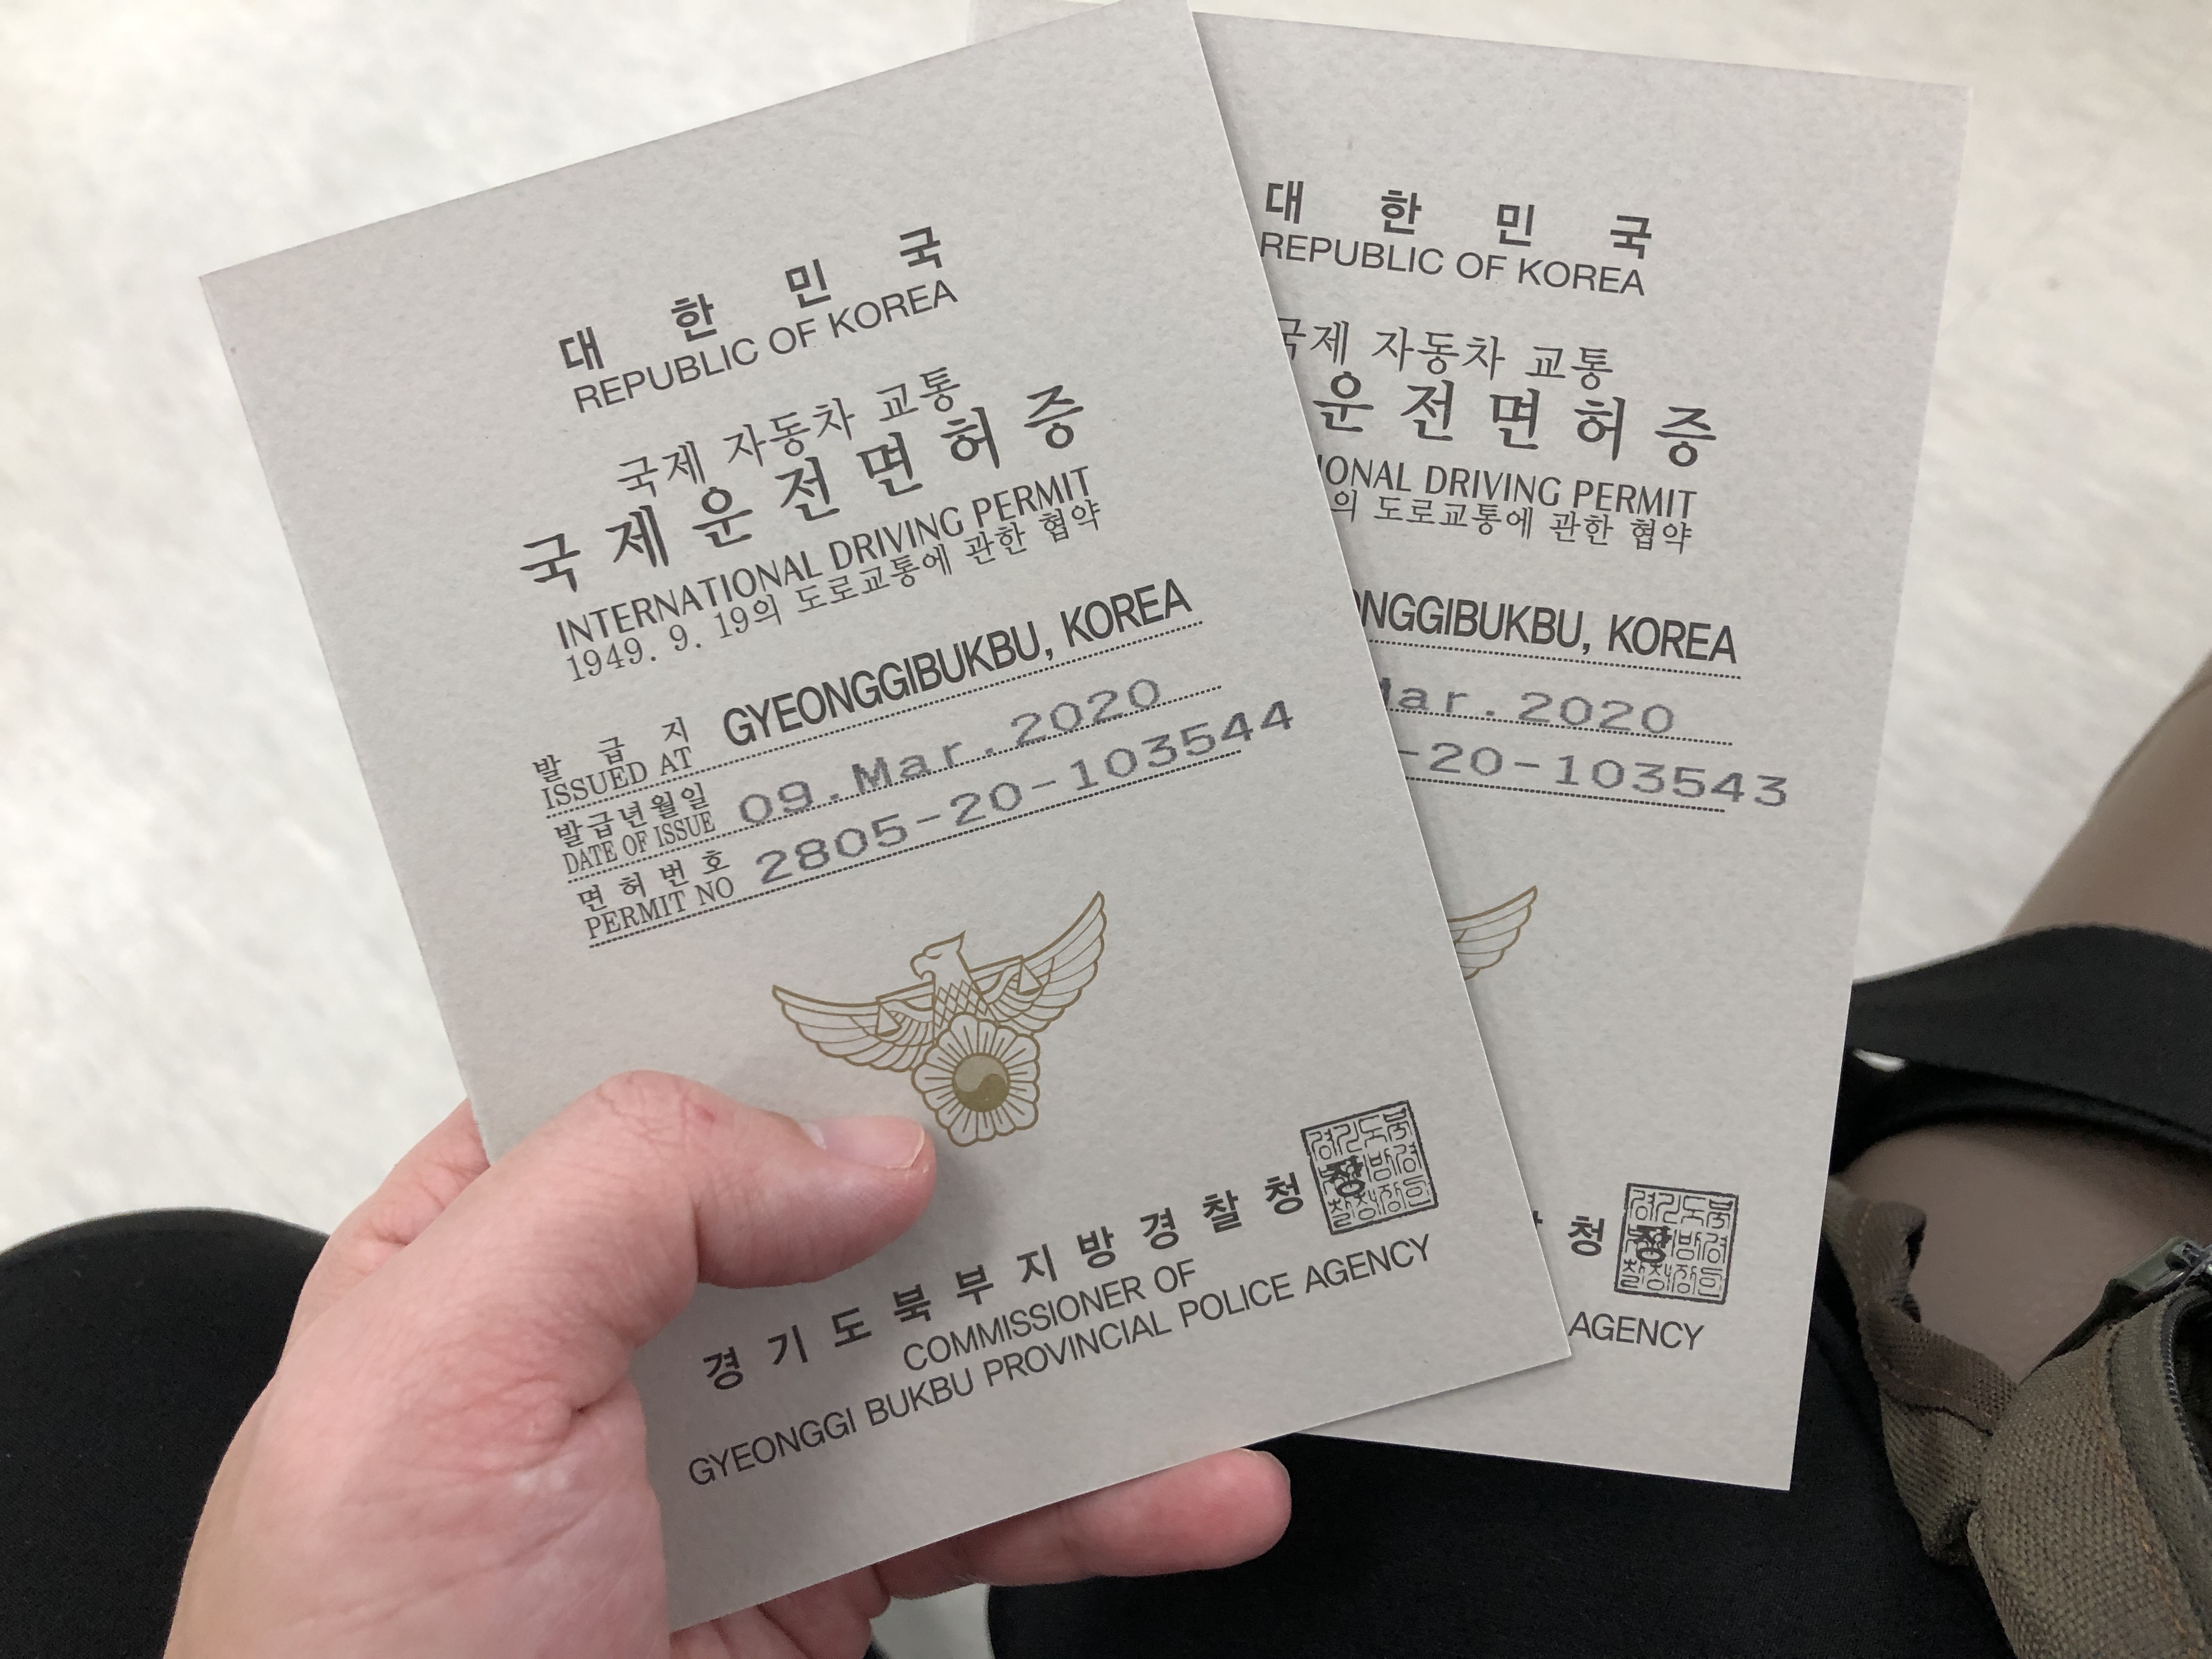 대 한 민 국
REPUBLIC OF KOREA
국제 자동차 교통
국 제 운 전 면 허 증
INTERNATIONAL DRIVING PERMIT
1949. 9. 19의 도로교통에 관한 협약
발 급 지
ISSUED AT GYEONGGIBUKBU, KOREA
발급년월일
DATE OF ISSUE 09.Mar.2020
면 허 번 호
PERMIT NO 2805-20-103544
경 기 도 북 부 지 방 경 찰 청 장
COMMISSIONER OF
GYEONGGI BUKBU PROVINCIAL POLICE AGENCY
대 한 민 국
REPUBLIC OF KOREA
국제 자동차 교통
운 전 면 허 증
IONAL DRIVING PERMIT
의 도로교통에 관한 협약
ONGGIBUKBU, KOREA
Mar.2020
-20-103543
청 장
AGENCY